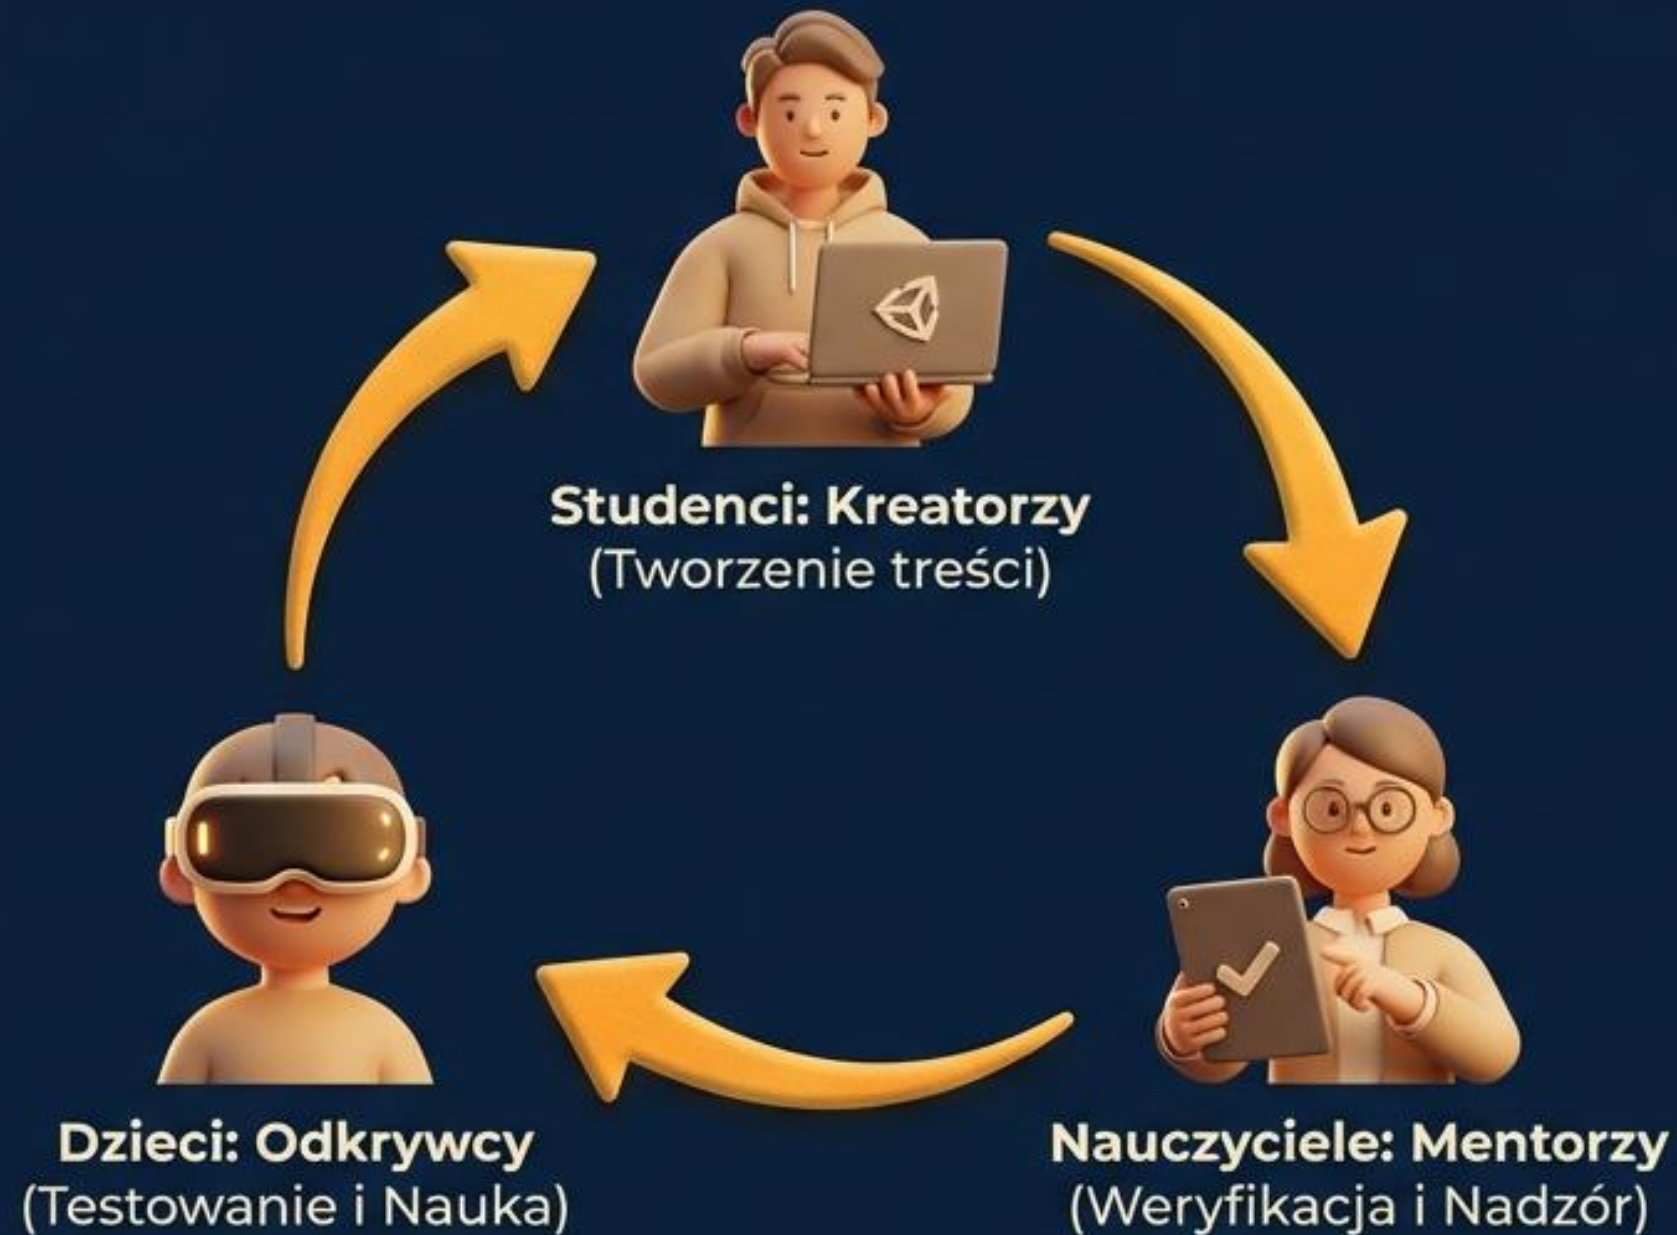 Studenci: Kreatorzy
(Tworzenie treści)
Dzieci: Odkrywcy
(Testowanie i Nauka)
Nauczyciele: Mentorzy
(Weryfikacja i Nadzór)